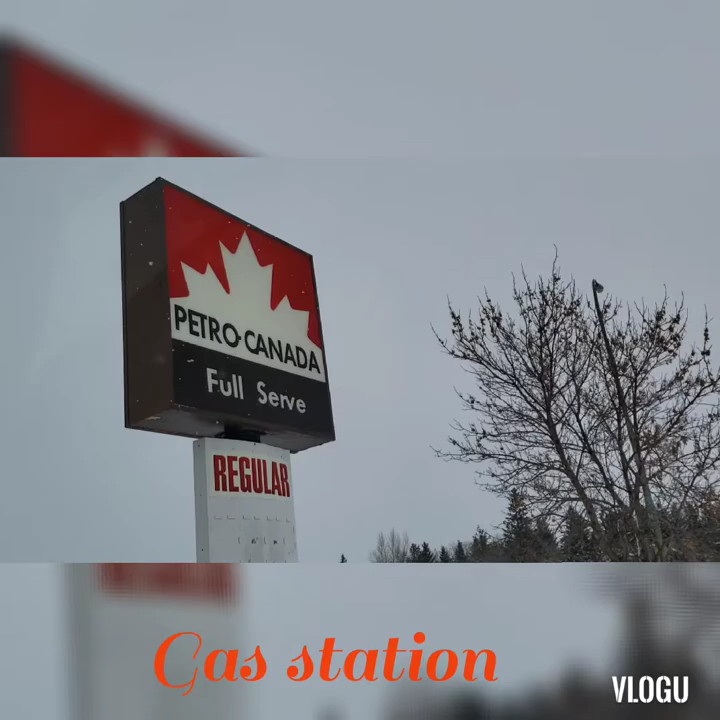 PETRO-CANADA
Full Serve
REGULAR
Gas station
VLOGU